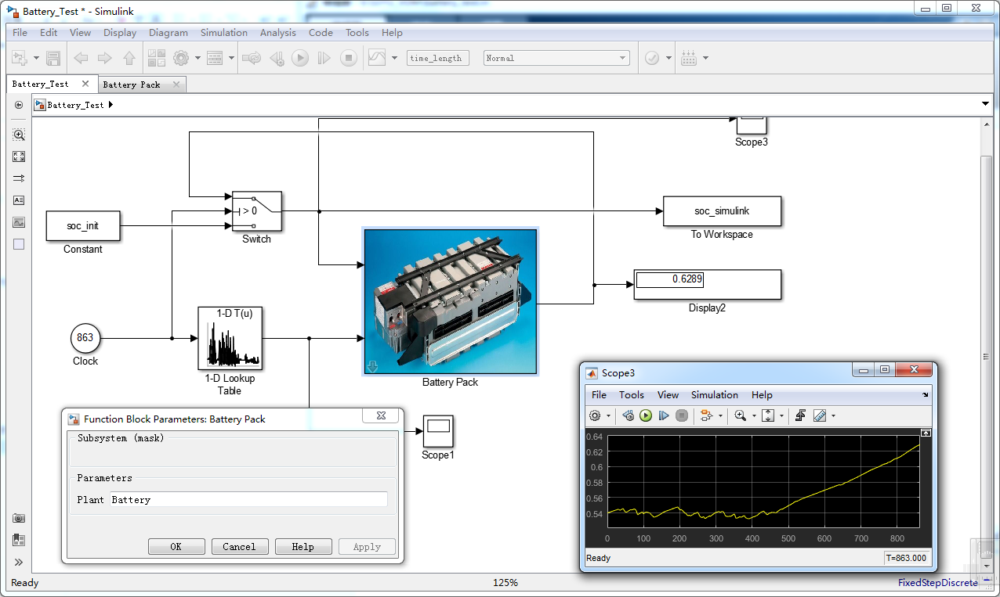 Battery_Test * - Simulink
File Edit View Display Diagram Simulation Analysis Code Tools Help
time_length
Normal
Battery_Test
Battery Pack
Battery_Test
Scope3
soc_init
Constant
> 0
Switch
soc_simulink
To Workspace
0.6289
Display2
863
Clock
1-D T(u)
1-D Lookup
Table
Battery Pack
Scope1
Function Block Parameters: Battery Pack
Subsystem (mask)
Parameters
Plant Battery
OK Cancel Help Apply
Scope3
File Tools View Simulation Help
0.64
0.62
0.6
0.58
0.56
0.54
0 100 200 300 400 500 600 700 800
Ready T=863.000
Ready 125% FixedStepDiscrete